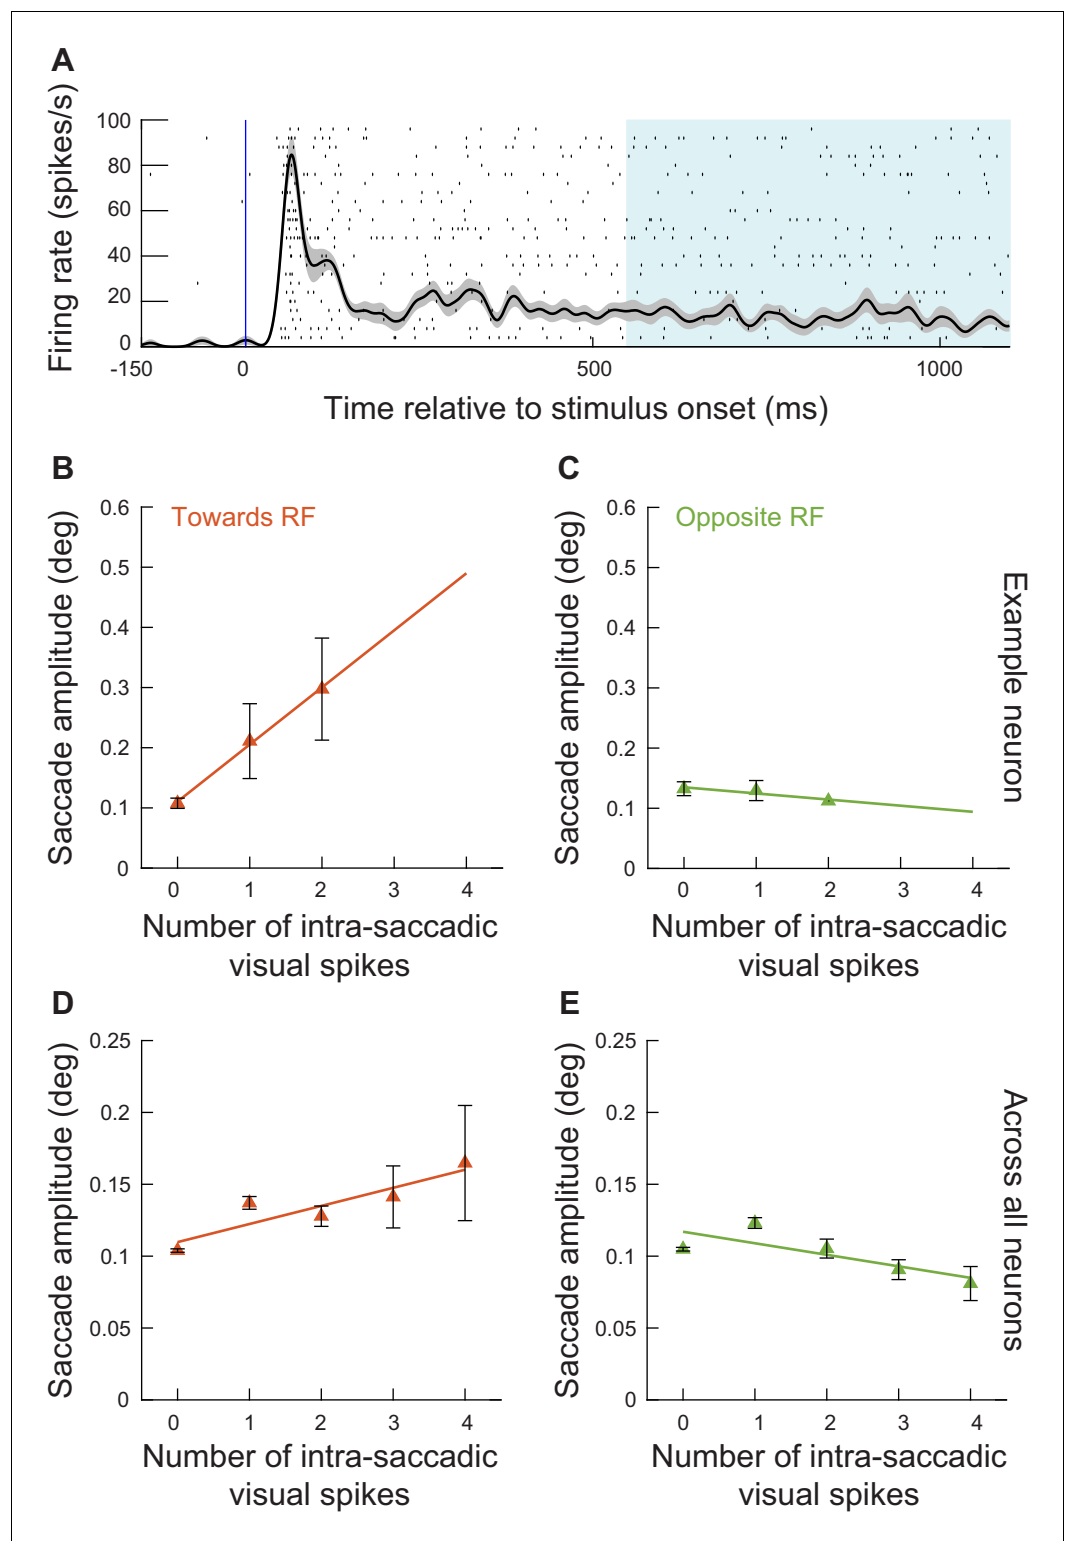 A
Firing rate (spikes/s)
100
80
60
40
20
0
-150
0
500
1000
Time relative to stimulus onset (ms)
B
Towards RF
Saccade amplitude (deg)
0.6
0.5
0.4
0.3
0.2
0.1
0
0
1
2
3
4
Number of intra-saccadic
visual spikes
C
Opposite RF
Saccade amplitude (deg)
0.6
0.5
0.4
0.3
0.2
0.1
0
0
1
2
3
4
Number of intra-saccadic
visual spikes
Example neuron
D
Saccade amplitude (deg)
0.25
0.2
0.15
0.1
0.05
0
0
1
2
3
4
Number of intra-saccadic
visual spikes
E
Saccade amplitude (deg)
0.25
0.2
0.15
0.1
0.05
0
0
1
2
3
4
Number of intra-saccadic
visual spikes
Across all neurons